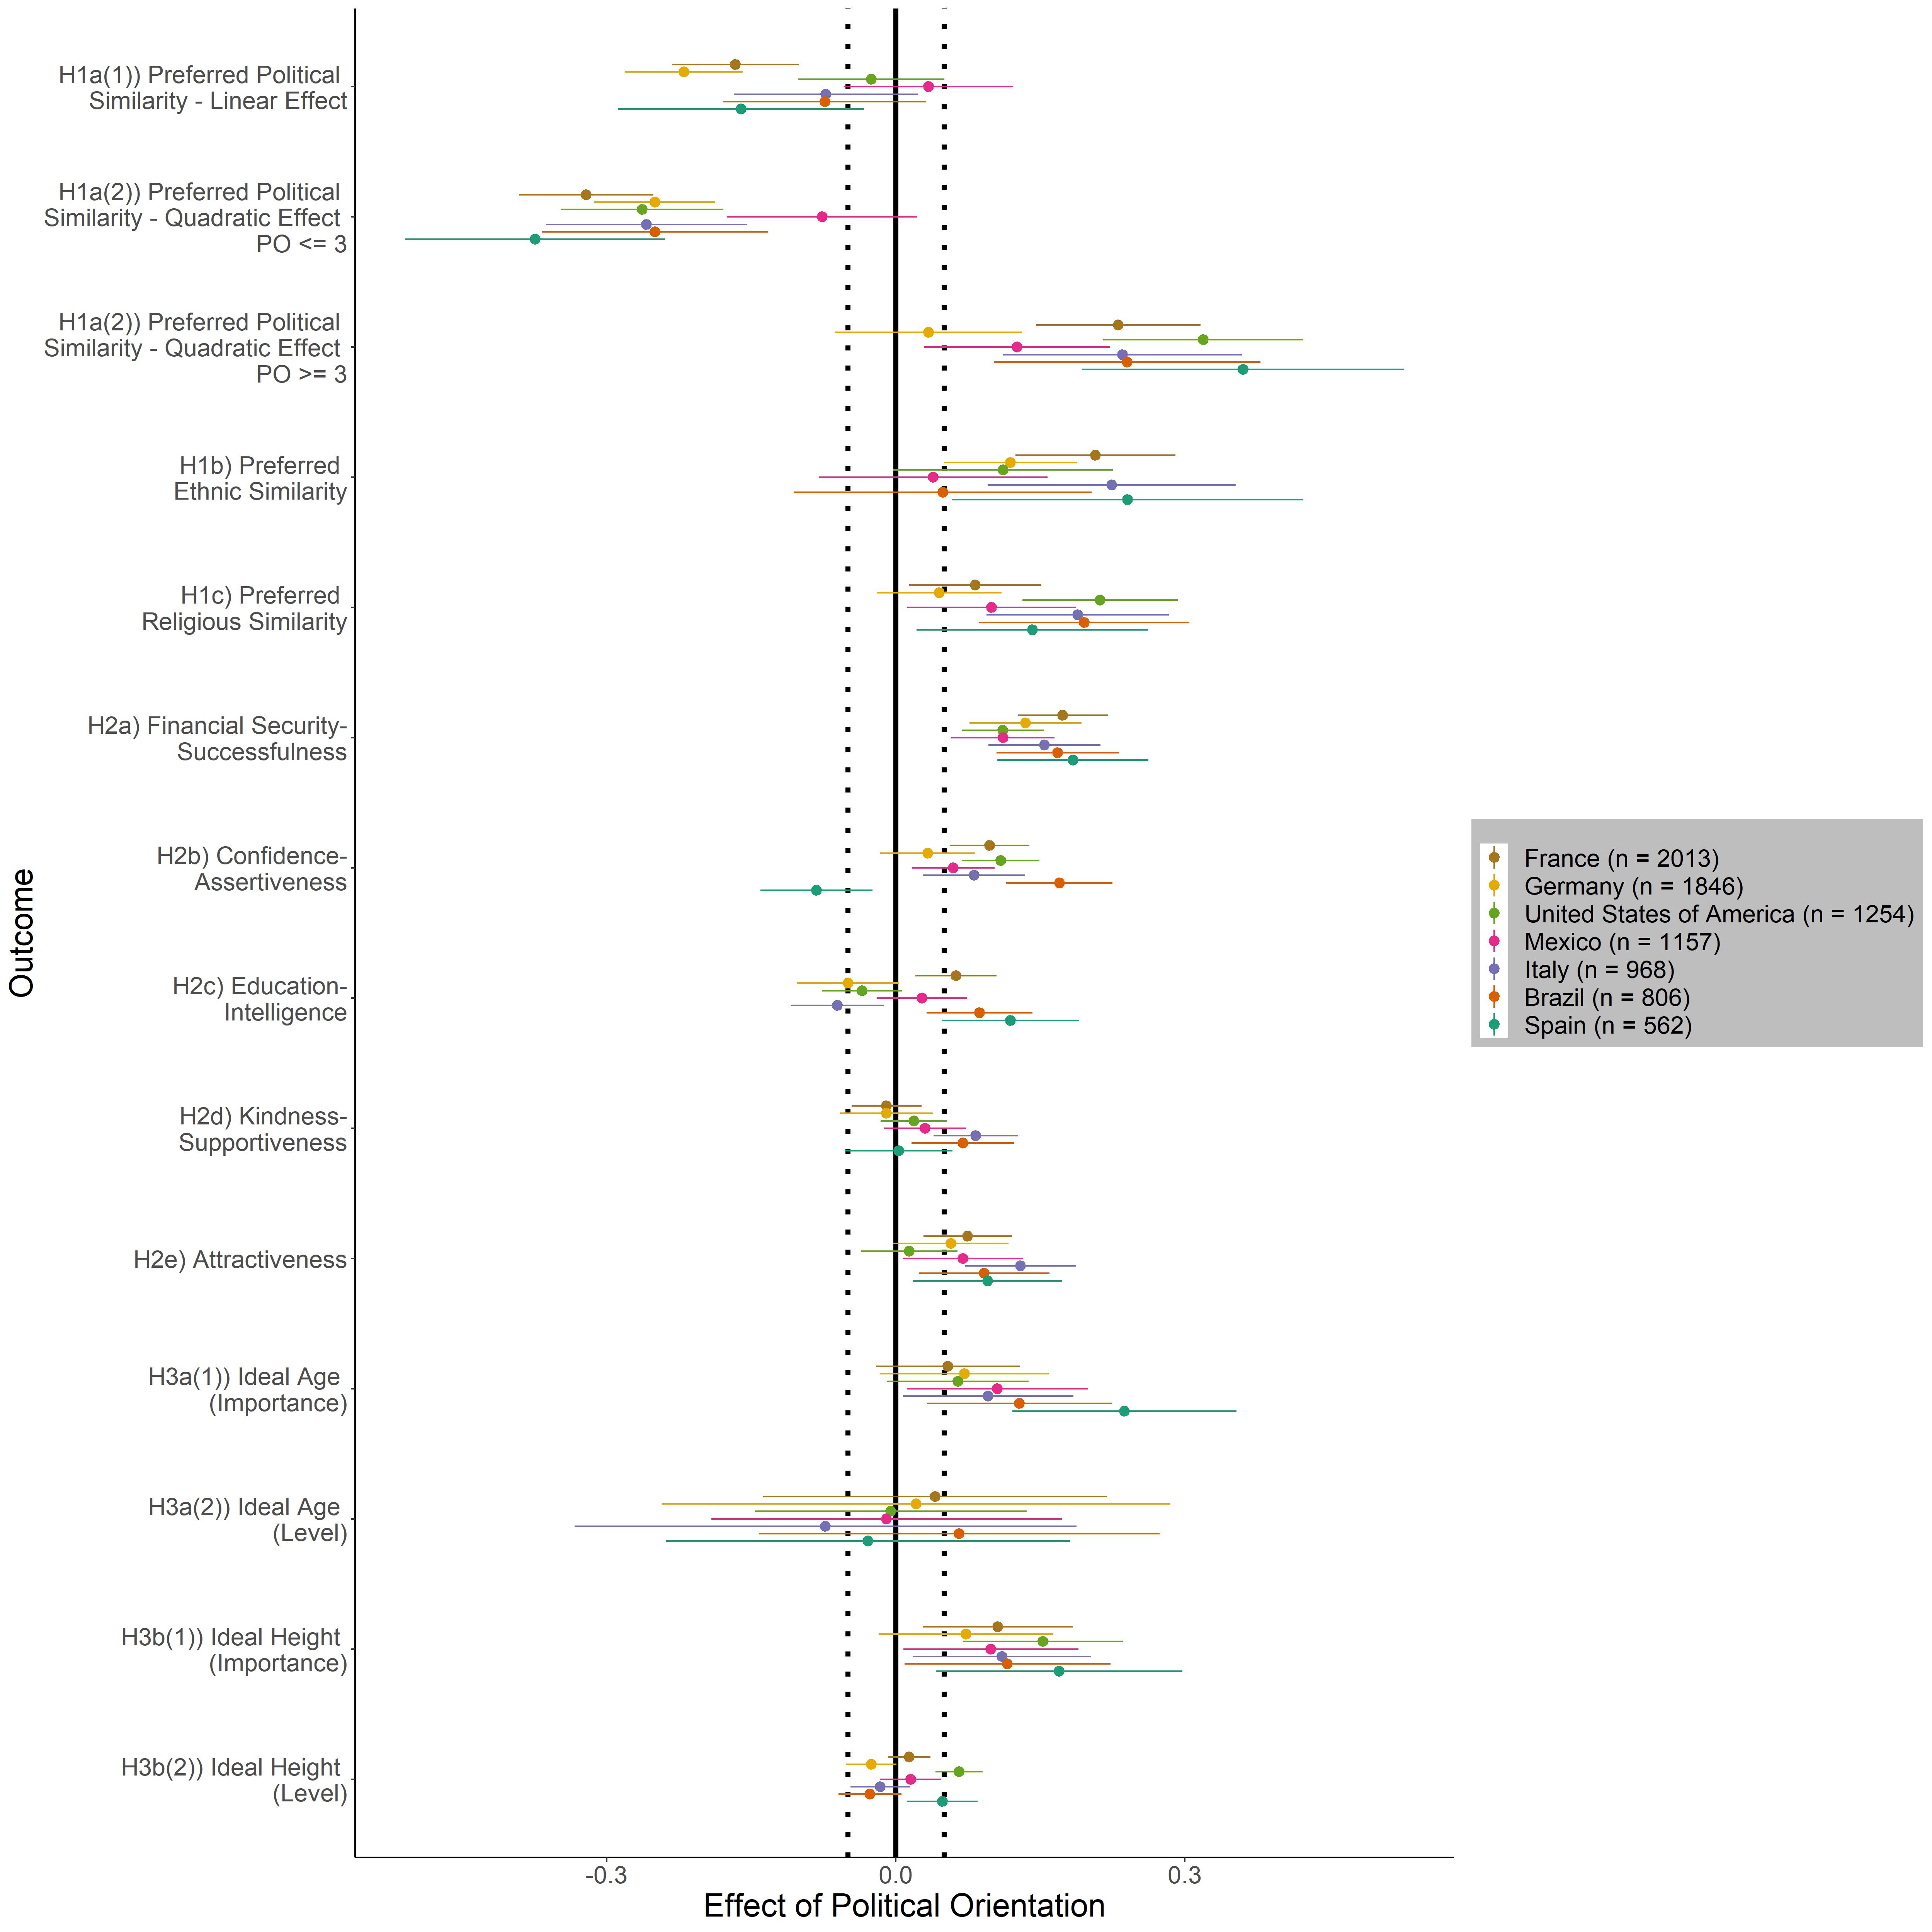 H1a(1)) Preferred Political
Similarity - Linear Effect
H1a(2)) Preferred Political
Similarity - Quadratic Effect
PO <= 3
H1a(2)) Preferred Political
Similarity - Quadratic Effect
PO >= 3
H1b) Preferred
Ethnic Similarity
H1c) Preferred
Religious Similarity
H2a) Financial Security-
Successfulness
H2b) Confidence-
Assertiveness
H2c) Education-
Intelligence
H2d) Kindness-
Supportiveness
H2e) Attractiveness
H3a(1)) Ideal Age
(Importance)
H3a(2)) Ideal Age
(Level)
H3b(1)) Ideal Height
(Importance)
H3b(2)) Ideal Height
(Level)
Outcome
-0.3
0.0
0.3
Effect of Political Orientation
France (n = 2013)
Germany (n = 1846)
United States of America (n = 1254)
Mexico (n = 1157)
Italy (n = 968)
Brazil (n = 806)
Spain (n = 562)